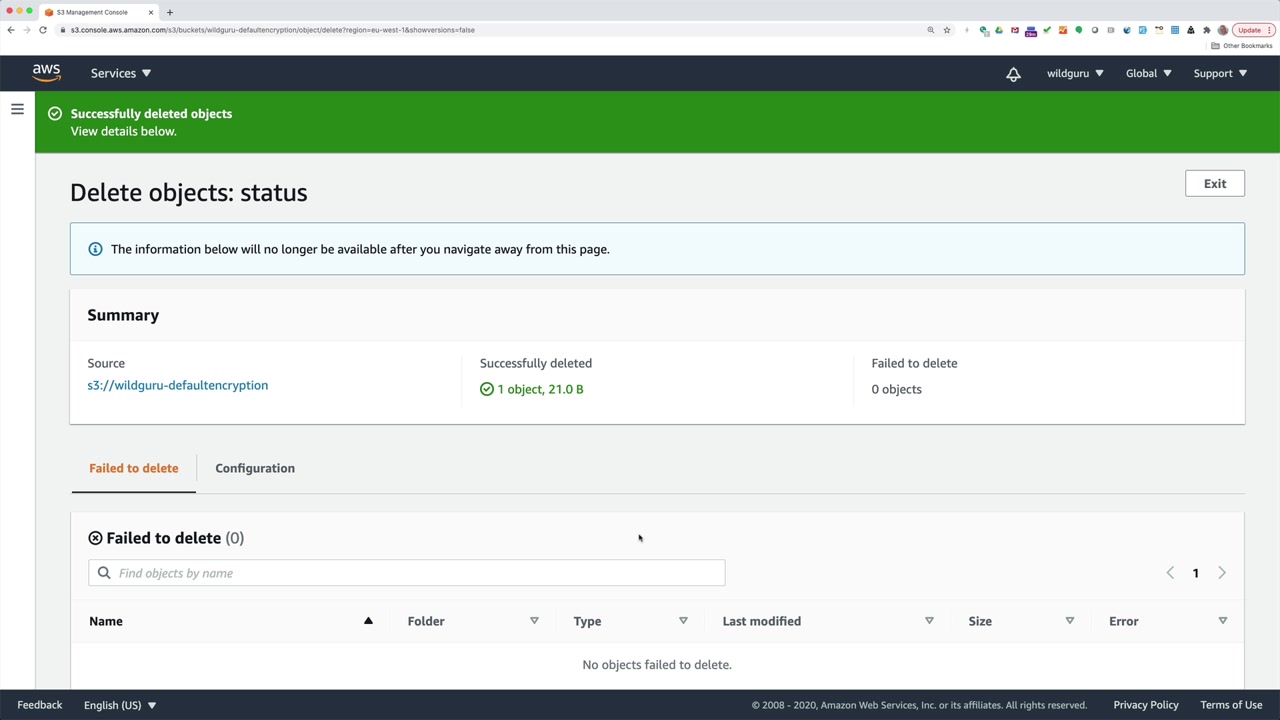 S3 Management Console
s3.console.aws.amazon.com/s3/buckets/wildguru-defaultencryption/object/delete?region=eu-west-1&showversions=false
Update
Other Bookmarks
aws
Services
wildguru
Global
Support
Successfully deleted objects
View details below.
Delete objects: status
Exit
The information below will no longer be available after you navigate away from this page.
Summary
Source
Successfully deleted
Failed to delete
s3://wildguru-defaultencryption
1 object, 21.0 B
0 objects
Failed to delete
Configuration
Failed to delete (0)
Find objects by name
1
Name
Folder
Type
Last modified
Size
Error
No objects failed to delete.
Feedback
English (US)
© 2008 - 2020, Amazon Web Services, Inc. or its affiliates. All rights reserved.
Privacy Policy
Terms of Use